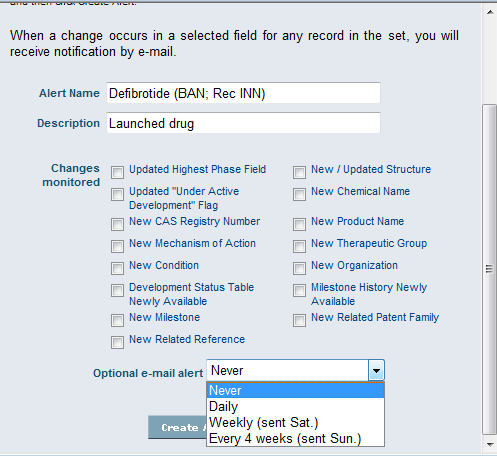 When a change occurs in a selected field for any record in the set, you will
receive notification by e-mail.
Alert Name Defibrotide (BAN; Rec INN)
Description Launched drug
Changes monitored
Updated Highest Phase Field
New / Updated Structure
Updated "Under Active
Development" Flag
New Chemical Name
New CAS Registry Number
New Product Name
New Mechanism of Action
New Therapeutic Group
New Condition
New Organization
Development Status Table
Newly Available
Milestone History Newly
Available
New Milestone
New Related Patent Family
New Related Reference
Optional e-mail alert Never
Never
Daily
Weekly (sent Sat.)
Every 4 weeks (sent Sun.)
Create A